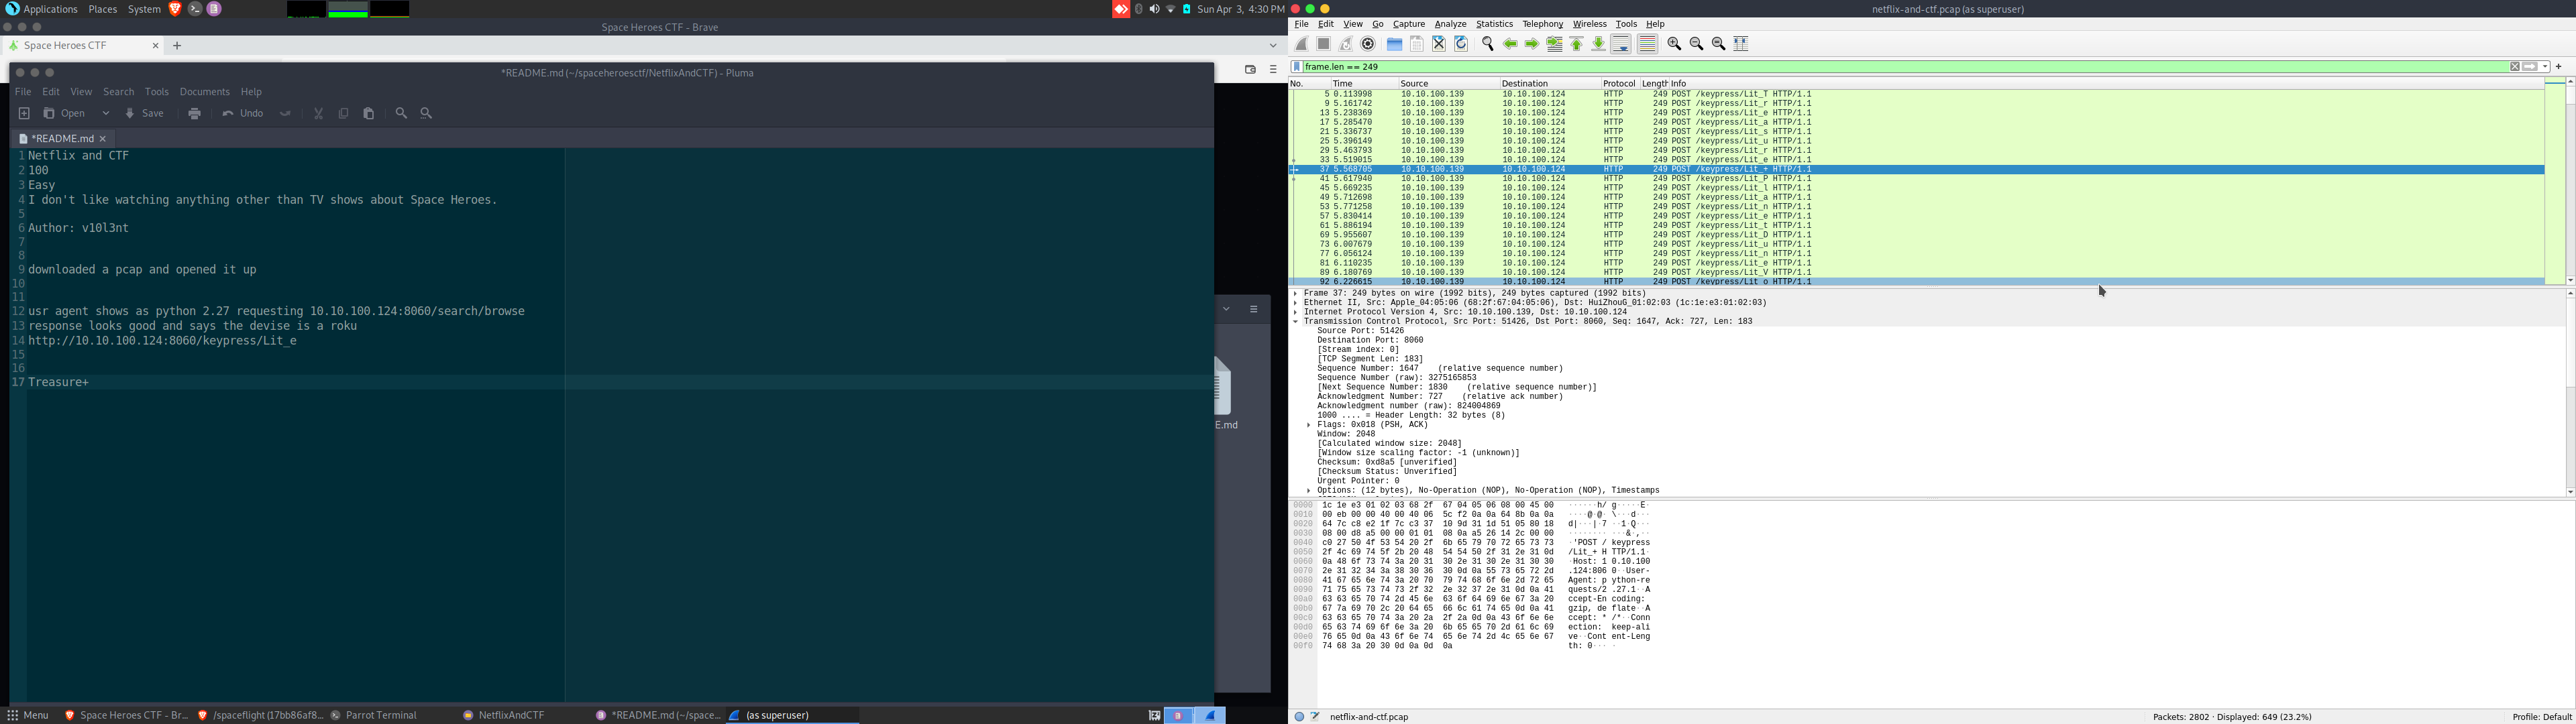 Applications Places System Sun Apr 3, 4:30 PM
Space Heroes CTF - Brave
Space Heroes CTF × +
*README.md (~/spaceheroesctf/NetflixAndCTF) - Pluma
File Edit View Search Tools Documents Help
Open Save Undo
*README.md ×
1 Netflix and CTF
2 100
3 Easy
4 I don't like watching anything other than TV shows about Space Heroes.
5
6 Author: v10l3nt
7
8
9 downloaded a pcap and opened it up
10
11
12 usr agent shows as python 2.27 requesting 10.10.100.124:8060/search/browse
13 response looks good and says the devise is a roku
14 http://10.10.100.124:8060/keypress/Lit_e
15
16
17 Treasure+
E.md
Menu Space Heroes CTF - Br... /spaceflight (17bb86af8... Parrot Terminal NetflixAndCTF *README.md (~/space... (as superuser)
netflix-and-ctf.pcap (as superuser)
File Edit View Go Capture Analyze Statistics Telephony Wireless Tools Help
frame.len == 249
No. Time Source Destination Protocol Length Info
5 0.113998 10.10.100.139 10.10.100.124 HTTP 249 POST /keypress/Lit_T HTTP/1.1
9 5.161742 10.10.100.139 10.10.100.124 HTTP 249 POST /keypress/Lit_r HTTP/1.1
13 5.238369 10.10.100.139 10.10.100.124 HTTP 249 POST /keypress/Lit_e HTTP/1.1
17 5.285470 10.10.100.139 10.10.100.124 HTTP 249 POST /keypress/Lit_a HTTP/1.1
21 5.336737 10.10.100.139 10.10.100.124 HTTP 249 POST /keypress/Lit_s HTTP/1.1
25 5.396149 10.10.100.139 10.10.100.124 HTTP 249 POST /keypress/Lit_u HTTP/1.1
29 5.463793 10.10.100.139 10.10.100.124 HTTP 249 POST /keypress/Lit_r HTTP/1.1
33 5.519015 10.10.100.139 10.10.100.124 HTTP 249 POST /keypress/Lit_e HTTP/1.1
37 5.568705 10.10.100.139 10.10.100.124 HTTP 249 POST /keypress/Lit_+ HTTP/1.1
41 5.617940 10.10.100.139 10.10.100.124 HTTP 249 POST /keypress/Lit_P HTTP/1.1
45 5.669235 10.10.100.139 10.10.100.124 HTTP 249 POST /keypress/Lit_l HTTP/1.1
49 5.712698 10.10.100.139 10.10.100.124 HTTP 249 POST /keypress/Lit_a HTTP/1.1
53 5.771258 10.10.100.139 10.10.100.124 HTTP 249 POST /keypress/Lit_n HTTP/1.1
57 5.830414 10.10.100.139 10.10.100.124 HTTP 249 POST /keypress/Lit_e HTTP/1.1
61 5.886194 10.10.100.139 10.10.100.124 HTTP 249 POST /keypress/Lit_t HTTP/1.1
69 5.955607 10.10.100.139 10.10.100.124 HTTP 249 POST /keypress/Lit_D HTTP/1.1
73 6.007679 10.10.100.139 10.10.100.124 HTTP 249 POST /keypress/Lit_u HTTP/1.1
77 6.056124 10.10.100.139 10.10.100.124 HTTP 249 POST /keypress/Lit_n HTTP/1.1
81 6.110235 10.10.100.139 10.10.100.124 HTTP 249 POST /keypress/Lit_e HTTP/1.1
89 6.180769 10.10.100.139 10.10.100.124 HTTP 249 POST /keypress/Lit_V HTTP/1.1
92 6.226615 10.10.100.139 10.10.100.124 HTTP 249 POST /keypress/Lit_o HTTP/1.1
Frame 37: 249 bytes on wire (1992 bits), 249 bytes captured (1992 bits)
Ethernet II, Src: Apple_04:05:06 (68:2f:67:04:05:06), Dst: HuiZhouG_01:02:03 (1c:1e:e3:01:02:03)
Internet Protocol Version 4, Src: 10.10.100.139, Dst: 10.10.100.124
Transmission Control Protocol, Src Port: 51426, Dst Port: 8060, Seq: 1647, Ack: 727, Len: 183
Source Port: 51426
Destination Port: 8060
[Stream index: 0]
[TCP Segment Len: 183]
Sequence Number: 1647 (relative sequence number)
Sequence Number (raw): 3275165853
[Next Sequence Number: 1830 (relative sequence number)]
Acknowledgment Number: 727 (relative ack number)
Acknowledgment number (raw): 824004869
1000 .... = Header Length: 32 bytes (8)
Flags: 0x018 (PSH, ACK)
Window: 2048
[Calculated window size: 2048]
[Window size scaling factor: -1 (unknown)]
Checksum: 0xd8a5 [unverified]
[Checksum Status: Unverified]
Urgent Pointer: 0
Options: (12 bytes), No-Operation (NOP), No-Operation (NOP), Timestamps
0000 1c 1e e3 01 02 03 68 2f 67 04 05 06 08 00 45 00 ······h/ g·····E·
0010 00 eb 00 00 40 00 40 06 5c f2 0a 0a 64 8b 0a 0a ····@·@· \···d···
0020 64 7c c8 e2 1f 7c c3 37 10 9d 31 1d 51 05 80 18 d|···|·7 ··1·Q···
0030 08 00 d8 a5 00 00 01 01 08 0a a5 26 14 2c 00 00 ········ ···&·,··
0040 c0 27 50 4f 53 54 20 2f 6b 65 79 70 72 65 73 73 ·'POST / keypress
0050 2f 4c 69 74 5f 2b 20 48 54 54 50 2f 31 2e 31 0d /Lit_+ H TTP/1.1·
0060 0a 48 6f 73 74 3a 20 31 30 2e 31 30 2e 31 30 30 ·Host: 1 0.10.100
0070 2e 31 32 34 3a 38 30 36 30 0d 0a 55 73 65 72 2d .124:806 0··User-
0080 41 67 65 6e 74 3a 20 70 79 74 68 6f 6e 2d 72 65 Agent: p ython-re
0090 71 75 65 73 74 73 2f 32 2e 32 37 2e 31 0d 0a 41 quests/2 .27.1··A
00a0 63 63 65 70 74 2d 45 6e 63 6f 64 69 6e 67 3a 20 ccept-En coding:
00b0 67 7a 69 70 2c 20 64 65 66 6c 61 74 65 0d 0a 41 gzip, de flate··A
00c0 63 63 65 70 74 3a 20 2a 2f 2a 0d 0a 43 6f 6e 6e ccept: * /*··Conn
00d0 65 63 74 69 6f 6e 3a 20 6b 65 65 70 2d 61 6c 69 ection: keep-ali
00e0 76 65 0d 0a 43 6f 6e 74 65 6e 74 2d 4c 65 6e 67 ve··Cont ent-Leng
00f0 74 68 3a 20 30 0d 0a 0d 0a th: 0··· ·
netflix-and-ctf.pcap Packets: 2802 · Displayed: 649 (23.2%) Profile: Default